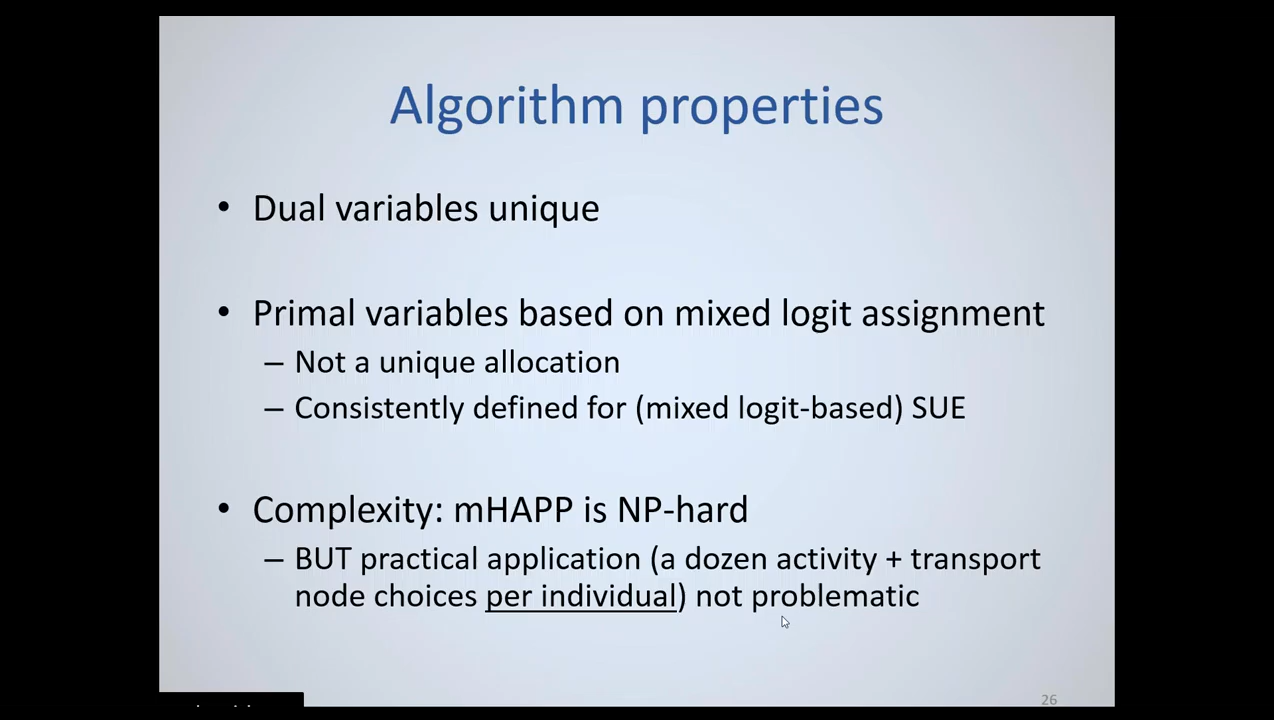 Algorithm properties
• Dual variables unique
• Primal variables based on mixed logit assignment
– Not a unique allocation
– Consistently defined for (mixed logit-based) SUE
• Complexity: mHAPP is NP-hard
– BUT practical application (a dozen activity + transport
node choices per individual) not problematic
26